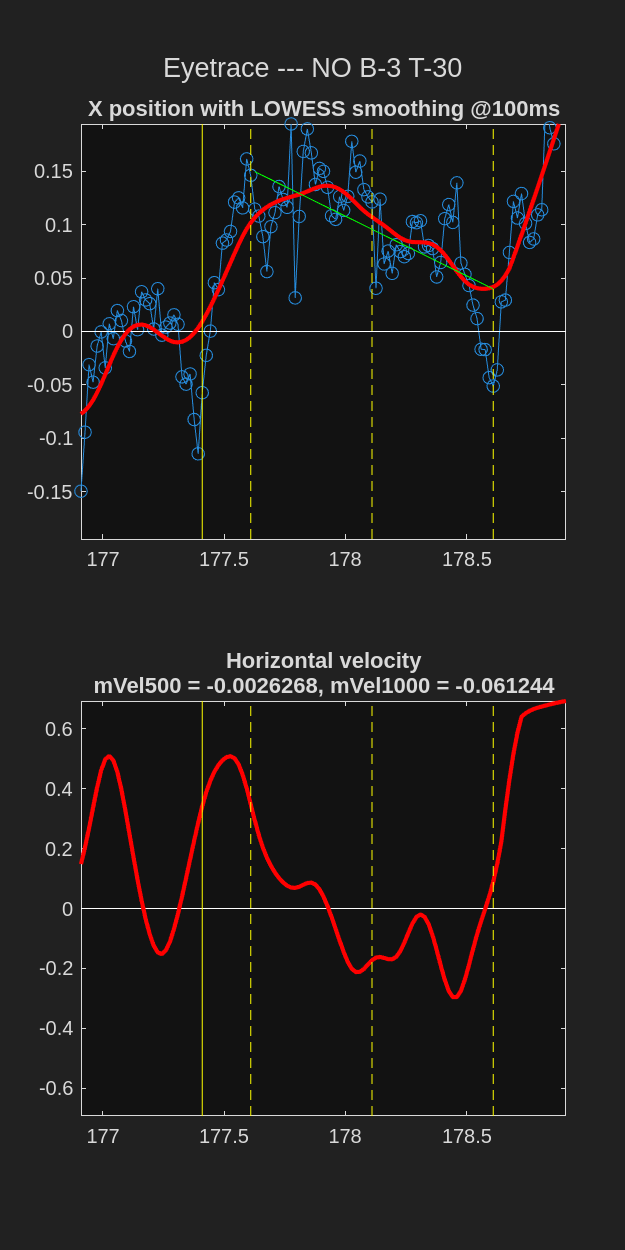 Eyetrace --- NO B-3 T-30
X position with LOWESS smoothing @100ms
0.15
0.1
0.05
0
-0.05
-0.1
-0.15
177 177.5 178 178.5
Horizontal velocity
mVel500 = -0.0026268, mVel1000 = -0.061244
0.6
0.4
0.2
0
-0.2
-0.4
-0.6
177 177.5 178 178.5